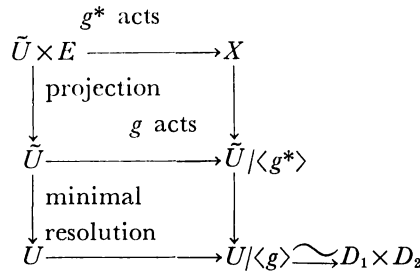 g* acts
Ũ × E → X
projection
g acts
Ũ → Ũ/⟨g*⟩
minimal
resolution
U → U/⟨g⟩ ⥲ D₁ × D₂